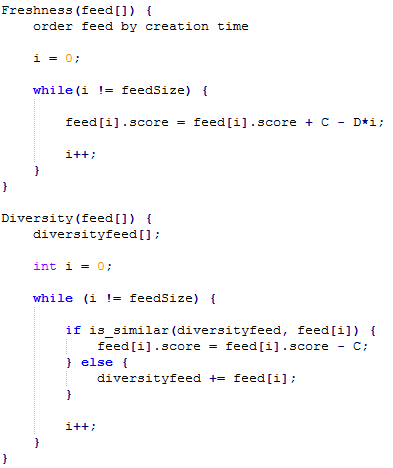 Freshness(feed[]) {
    order feed by creation time
    i = 0;
    while(i != feedSize) {
        feed[i].score = feed[i].score + C - D*i;
        i++;
    }
}
Diversity(feed[]) {
    diversityfeed[];
    int i = 0;
    while (i != feedSize) {
        if is_similar(diversityfeed, feed[i]) {
            feed[i].score = feed[i].score - C;
        } else {
            diversityfeed += feed[i];
        }
        i++;
    }
}